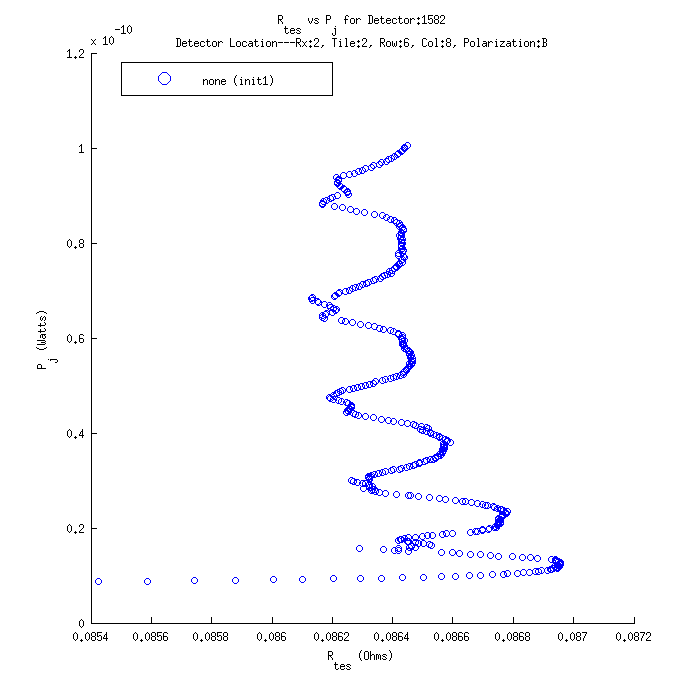 R_tes vs P_j for Detector:1582
Detector Location---Rx:2, Tile:2, Row:6, Col:8, Polarization:B
x 10^-10
1.2
none (init1)
1
0.8
0.6
P_j (Watts)
0.4
0.2
0
0.0854 0.0856 0.0858 0.086 0.0862 0.0864 0.0866 0.0868 0.087 0.0872
R_tes (Ohms)